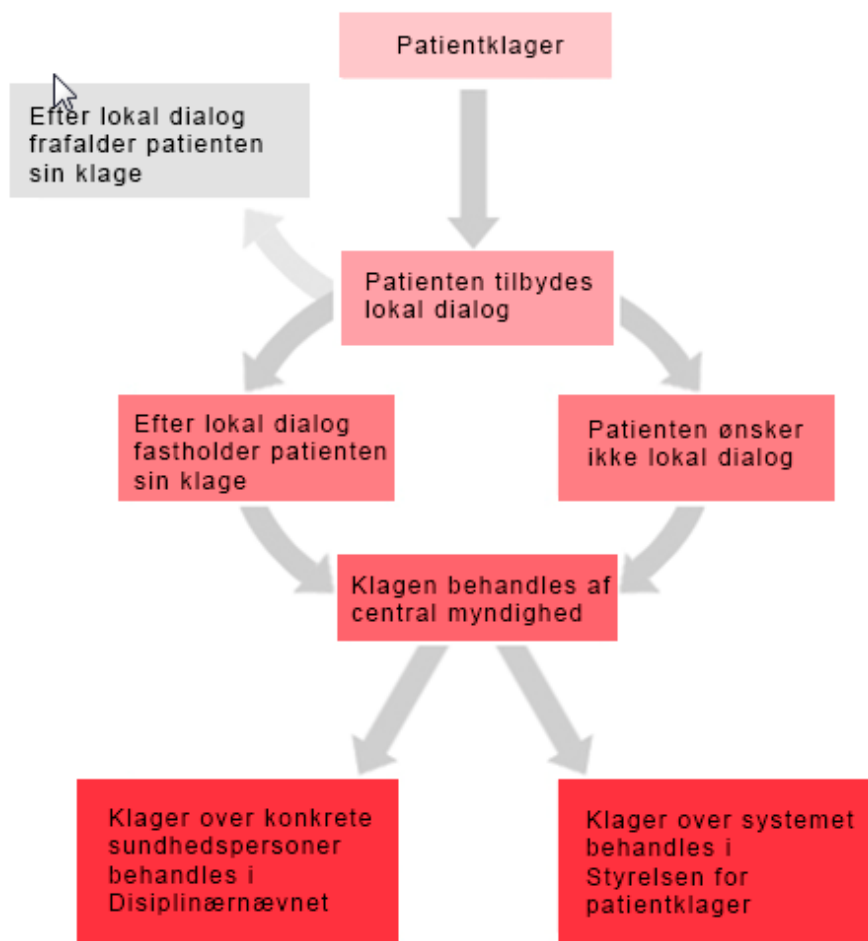 Patientklager
Efter lokal dialog
frafalder patienten
sin klage
Patienten tilbydes
lokal dialog
Efter lokal dialog
fastholder patienten
sin klage
Patienten ønsker
ikke lokal dialog
Klagen behandles af
central myndighed
Klager over konkrete
sundhedspersoner
behandles i
Disiplinærnævnet
Klager over systemet
behandles i
Styrelsen for
patientklager